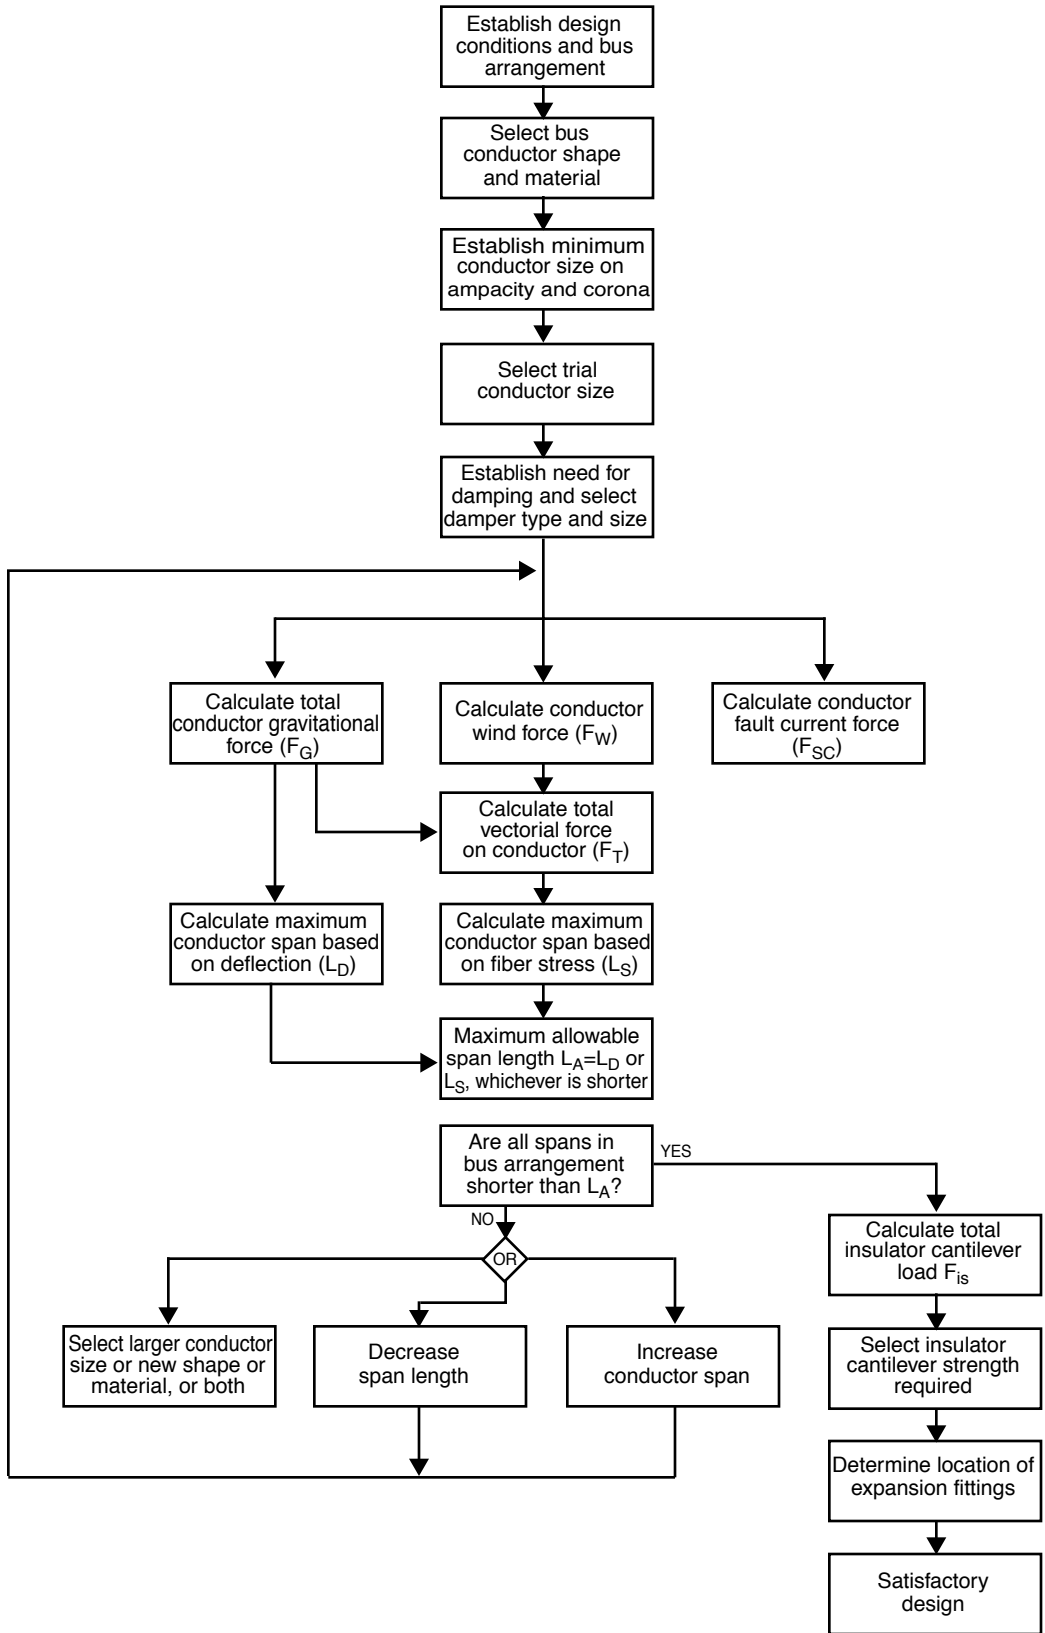 Establish design
conditions and bus
arrangement
Select bus
conductor shape
and material
Establish minimum
conductor size on
ampacity and corona
Select trial
conductor size
Establish need for
damping and select
damper type and size
Calculate total
conductor gravitational
force (FG)
Calculate conductor
wind force (FW)
Calculate conductor
fault current force
(FSC)
Calculate total
vectorial force
on conductor (FT)
Calculate maximum
conductor span based
on deflection (LD)
Calculate maximum
conductor span based
on fiber stress (LS)
Maximum allowable
span length LA=LD or
LS, whichever is shorter
Are all spans in
bus arrangement
shorter than LA?
YES
NO
OR
Calculate total
insulator cantilever
load Fis
Select larger conductor
size or new shape or
material, or both
Decrease
span length
Increase
conductor span
Select insulator
cantilever strength
required
Determine location of
expansion fittings
Satisfactory
design